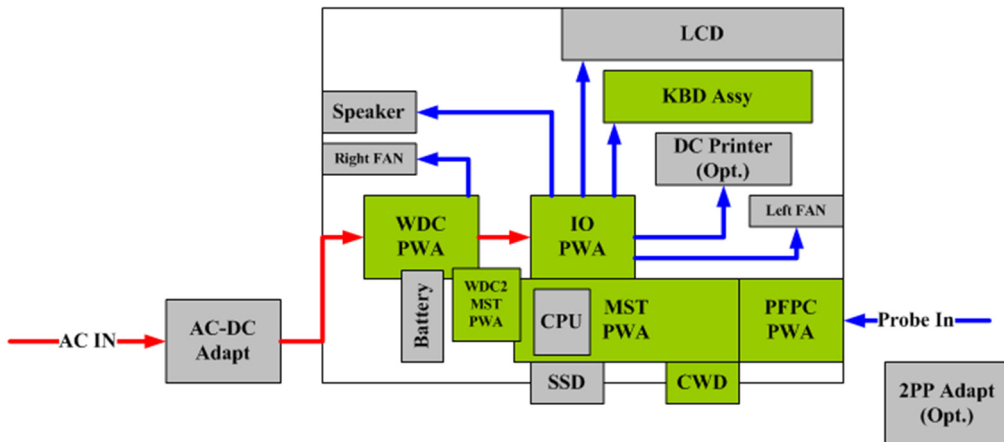 LCD
KBD Assy
Speaker
DC Printer
(Opt.)
Right FAN
Left FAN
WDC
PWA
IO
PWA
WDC2
MST
PWA
Battery
CPU
MST
PWA
PFPC
PWA
Probe In
AC IN
AC-DC
Adapt
SSD
CWD
2PP Adapt
(Opt.)